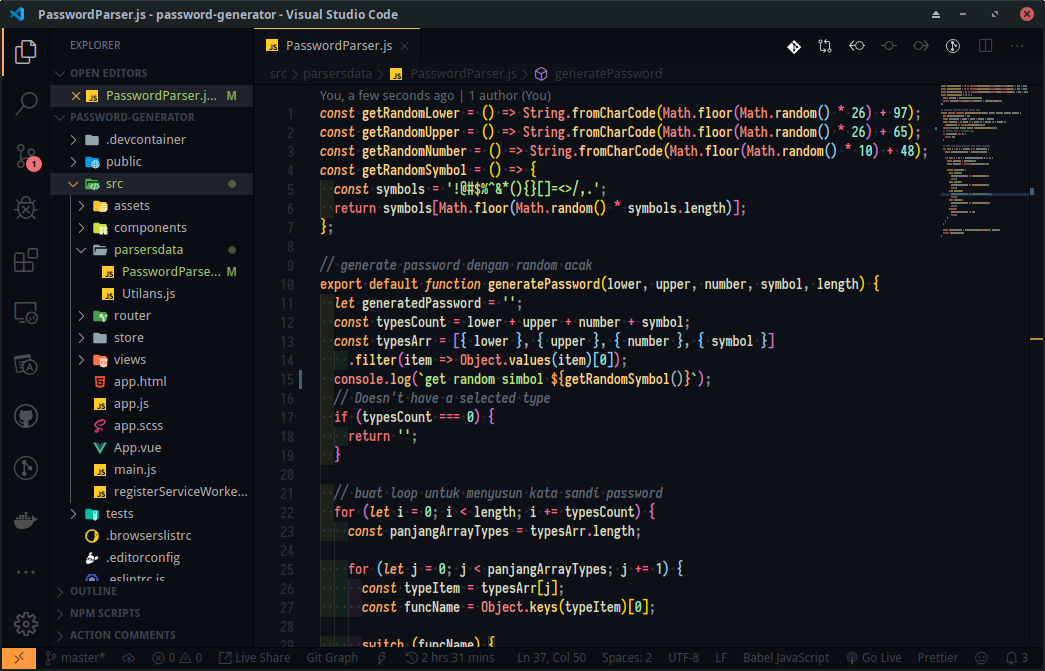 PasswordParser.js - password-generator - Visual Studio Code
EXPLORER
OPEN EDITORS
PasswordParser.j... M
PASSWORD-GENERATOR
.devcontainer
public
src
assets
components
parsersdata
PasswordParse... M
Utilans.js
router
store
views
app.html
app.js
app.scss
App.vue
main.js
registerServiceWorke...
tests
.browserslistrc
.editorconfig
.eslintrc.js
OUTLINE
NPM SCRIPTS
ACTION COMMENTS
1
PasswordParser.js
src > parsersdata > PasswordParser.js > generatePassword
You, a few seconds ago | 1 author (You)
const getRandomLower = () => String.fromCharCode(Math.floor(Math.random() * 26) + 97);
2 const getRandomUpper = () => String.fromCharCode(Math.floor(Math.random() * 26) + 65);
3 const getRandomNumber = () => String.fromCharCode(Math.floor(Math.random() * 10) + 48);
4 const getRandomSymbol = () => {
5 const symbols = '!@#$%^&*(){}[]=<>/,.';
6 return symbols[Math.floor(Math.random() * symbols.length)];
7 };
8
9 // generate password dengan random acak
10 export default function generatePassword(lower, upper, number, symbol, length) {
11 let generatedPassword = '';
12 const typesCount = lower + upper + number + symbol;
13 const typesArr = [{ lower }, { upper }, { number }, { symbol }]
14 .filter(item => Object.values(item)[0]);
15 console.log(`get random simbol ${getRandomSymbol()}`);
16 // Doesn't have a selected type
17 if (typesCount === 0) {
18 return '';
19 }
20
21 // buat loop untuk menyusun kata sandi password
22 for (let i = 0; i < length; i += typesCount) {
23 const panjangArrayTypes = typesArr.length;
24
25 for (let j = 0; j < panjangArrayTypes; j += 1) {
26 const typeItem = typesArr[j];
27 const funcName = Object.keys(typeItem)[0];
28
29 switch (funcName) {
master* 0 0 Live Share Git Graph 2 hrs 31 mins Ln 37, Col 50 Spaces: 2 UTF-8 LF Babel JavaScript Go Live Prettier 3